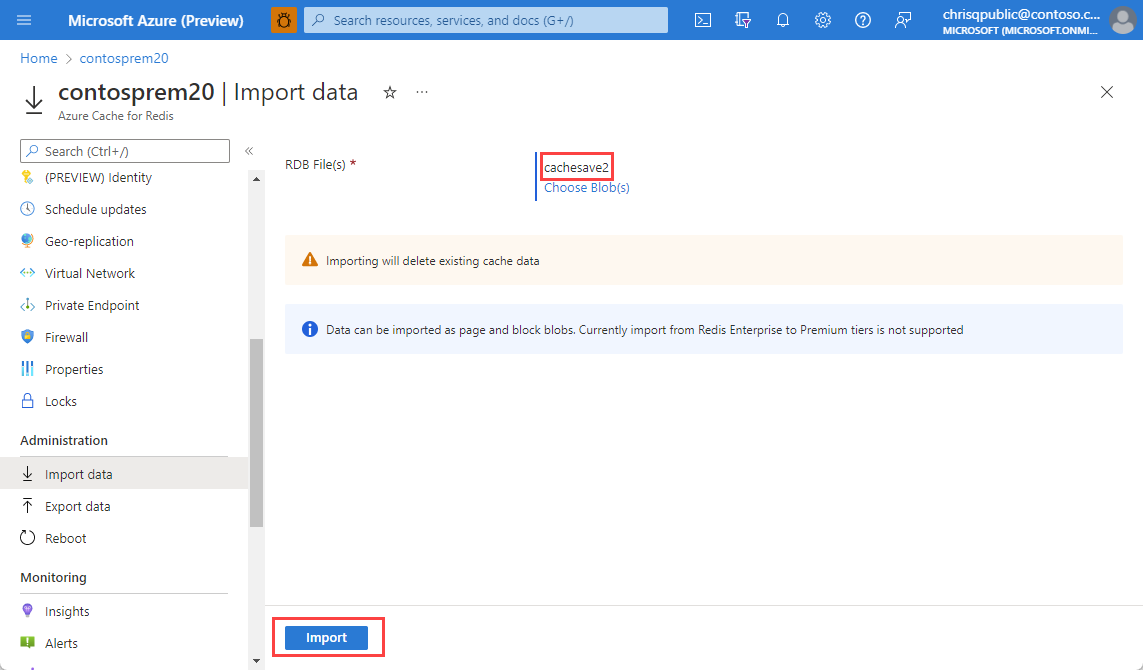 Microsoft Azure (Preview)
Search resources, services, and docs (G+/)
chrisqpublic@contoso.c...
MICROSOFT (MICROSOFT.ONMI...
Home > contosprem20
contosprem20 | Import data
...
Azure Cache for Redis
Search (Ctrl+/)
«
(PREVIEW) Identity
Schedule updates
Geo-replication
Virtual Network
Private Endpoint
Firewall
Properties
Locks
Administration
Import data
Export data
Reboot
Monitoring
Insights
Alerts
RDB File(s) *
cachesave2
Choose Blob(s)
Importing will delete existing cache data
Data can be imported as page and block blobs. Currently import from Redis Enterprise to Premium tiers is not supported
Import